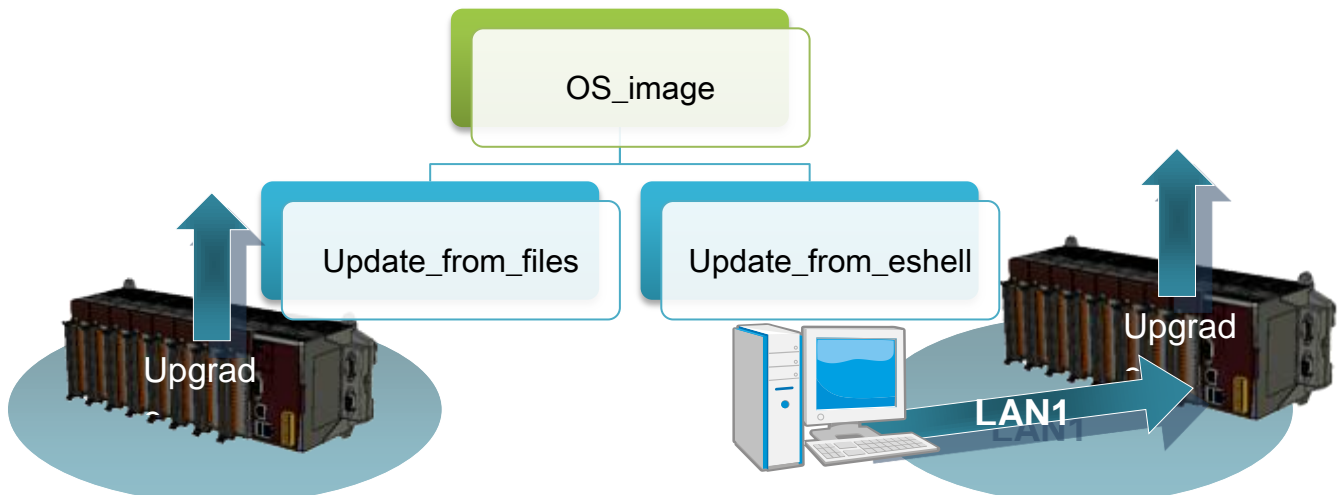 OS_image
Update_from_files
Update_from_eshell
Upgrad
Upgrad
LAN1